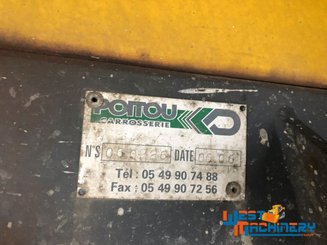 POITOU
CARROSSERIE
N°S DATE
Tél : 05 49 90 74 88
Fax : 05 49 90 72 56
WEST
MACHINERY